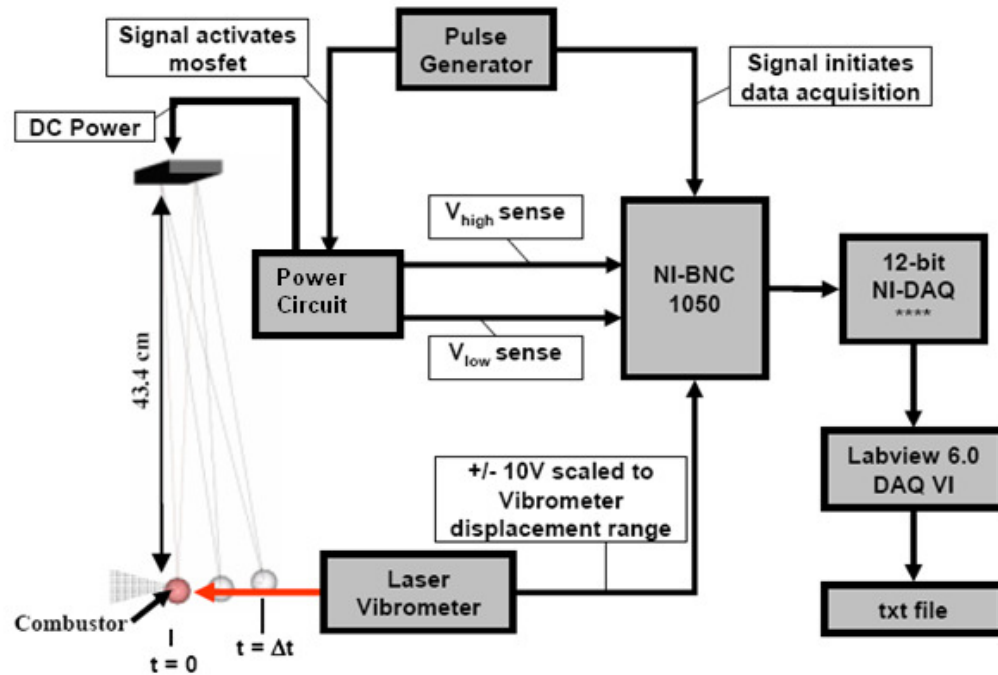 Signal activates
mosfet
Pulse
Generator
Signal initiates
data acquisition
DC Power
V_high sense
Power
Circuit
NI-BNC
1050
12-bit
NI-DAQ
****
V_low sense
43.4 cm
+/- 10V scaled to
Vibrometer
displacement range
Labview 6.0
DAQ VI
Laser
Vibrometer
txt file
Combustor
t = 0
t = Δt